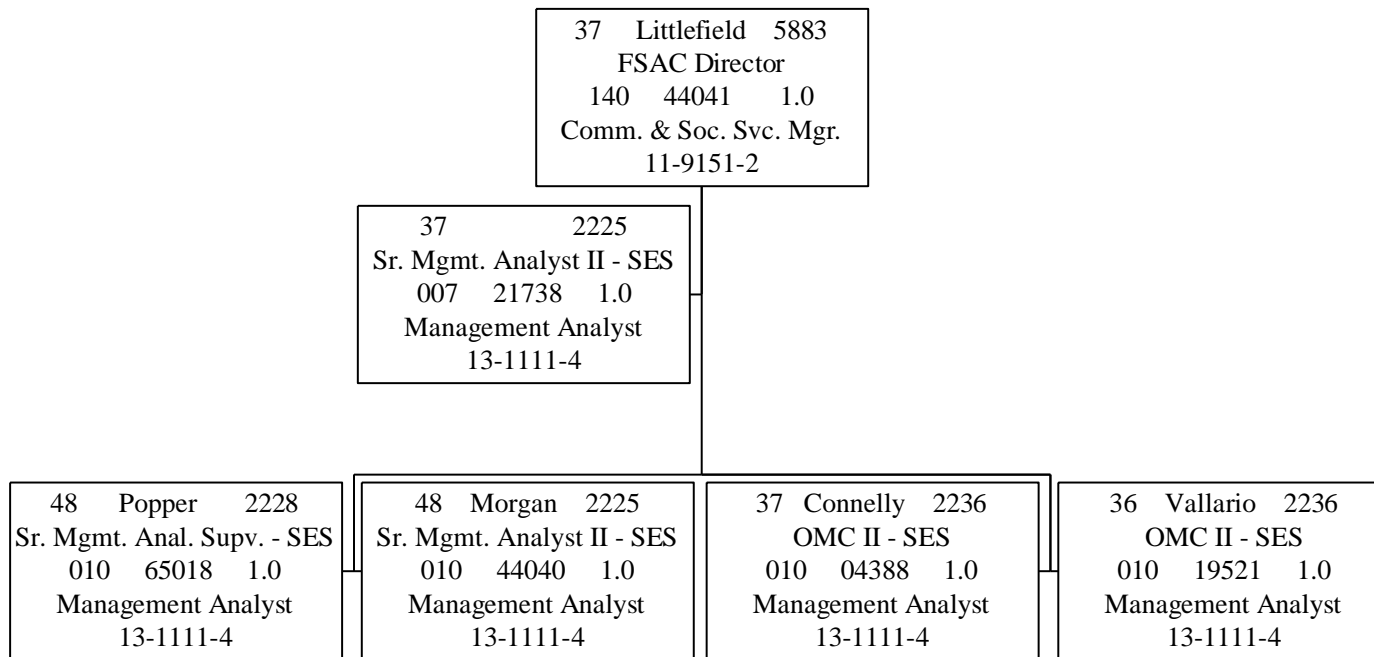 37 Littlefield 5883
FSAC Director
140 44041 1.0
Comm. & Soc. Svc. Mgr.
11-9151-2
37 2225
Sr. Mgmt. Analyst II - SES
007 21738 1.0
Management Analyst
13-1111-4
48 Popper 2228
Sr. Mgmt. Anal. Supv. - SES
010 65018 1.0
Management Analyst
13-1111-4
48 Morgan 2225
Sr. Mgmt. Analyst II - SES
010 44040 1.0
Management Analyst
13-1111-4
37 Connelly 2236
OMC II - SES
010 04388 1.0
Management Analyst
13-1111-4
36 Vallario 2236
OMC II - SES
010 19521 1.0
Management Analyst
13-1111-4